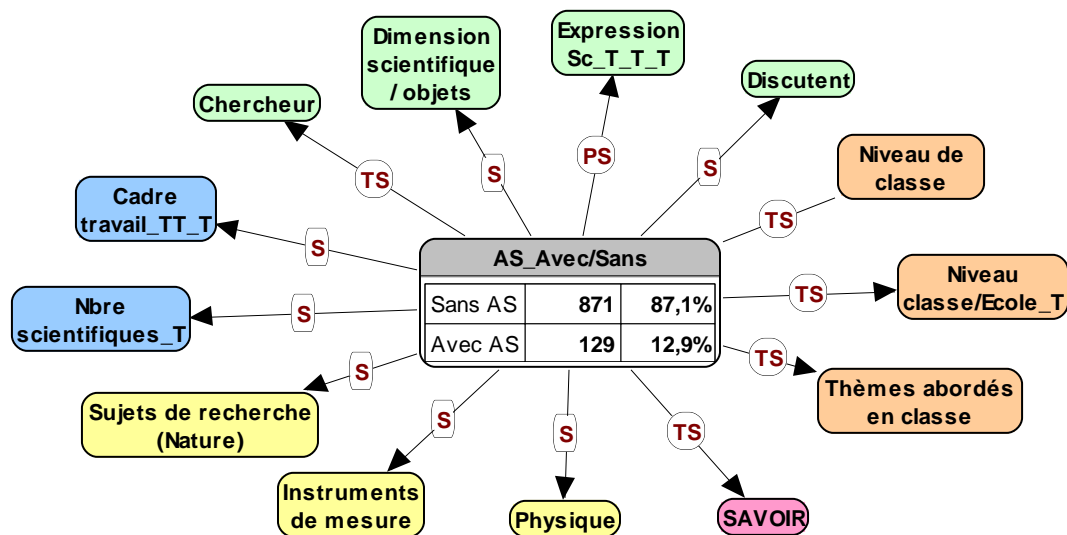 Dimension
scientifique
/ objets
Expression
Sc_T_T_T
Discutent
Chercheur
Niveau de
classe
PS
S
S
TS
Cadre
travail_TT_T
TS
S
AS_Avec/Sans
Sans AS 871 87,1%
Avec AS 129 12,9%
Niveau
classe/Ecole_T
TS
Nbre
scientifiques_T
S
TS
Thèmes abordés
en classe
S
Sujets de recherche
(Nature)
S
S
TS
Instruments
de mesure
Physique
SAVOIR